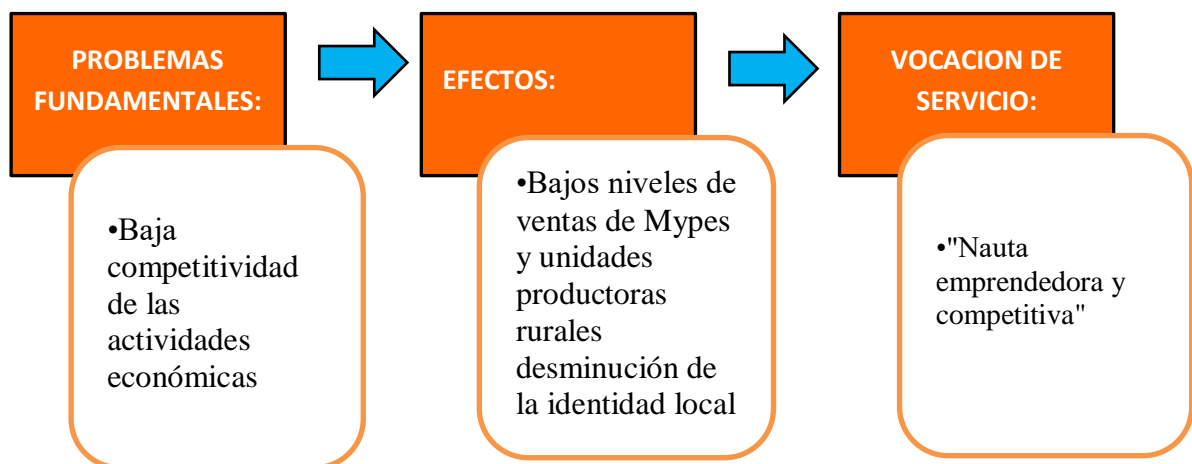 PROBLEMAS
FUNDAMENTALES:
•Baja
competitividad
de las
actividades
económicas
EFECTOS:
•Bajos niveles de
ventas de Mypes
y unidades
productoras
rurales
desminución de
la identidad local
VOCACION DE
SERVICIO:
•"Nauta
emprendedora y
competitiva"